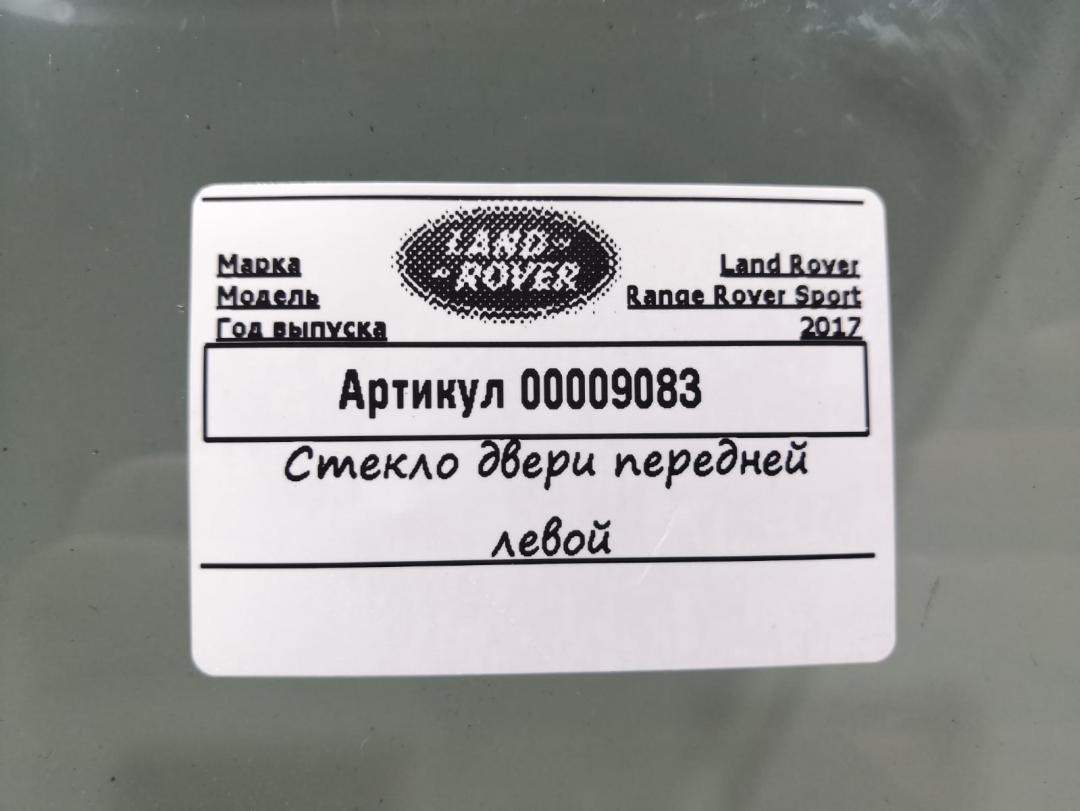 LAND
ROVER
Марка Land Rover
Модель Range Rover Sport
Год выпуска 2017
Артикул 00009083
Стекло двери передней
левой